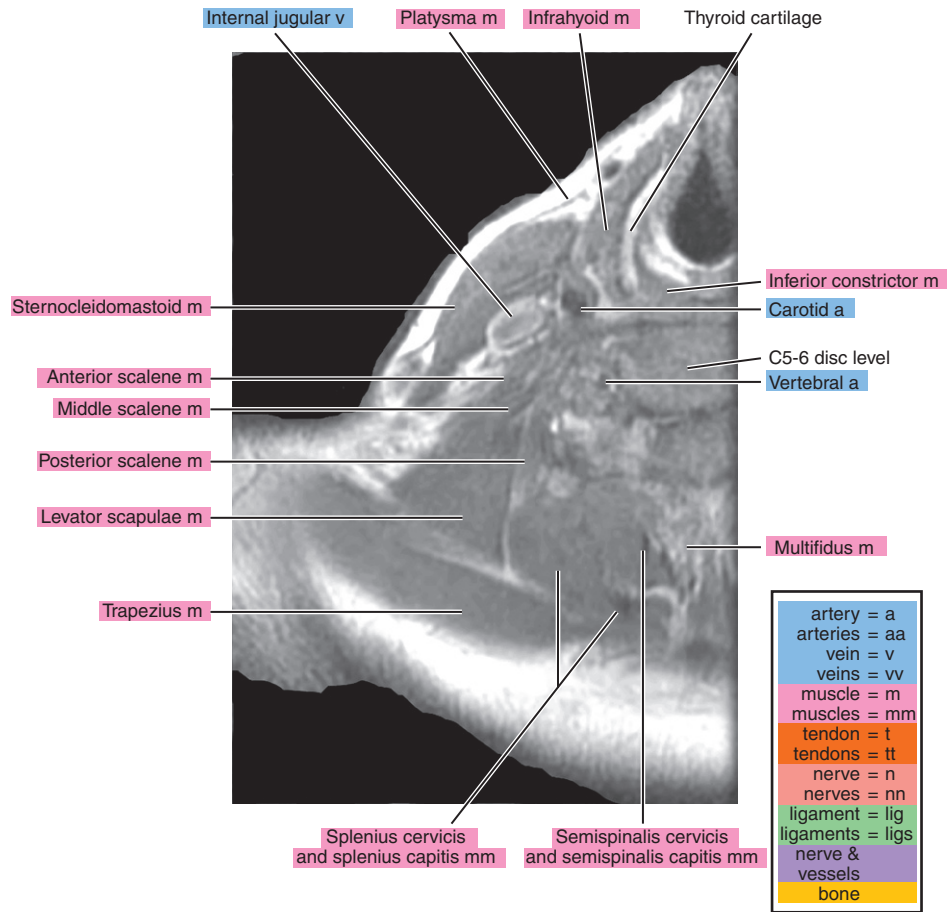 Internal jugular v
Platysma m
Infrahyoid m
Thyroid cartilage
Sternocleidomastoid m
Anterior scalene m
Middle scalene m
Posterior scalene m
Levator scapulae m
Trapezius m
Inferior constrictor m
Carotid a
C5-6 disc level
Vertebral a
Multifidus m
Splenius cervicis
and splenius capitis mm
Semispinalis cervicis
and semispinalis capitis mm
artery = a
arteries = aa
vein = v
veins = vv
muscle = m
muscles = mm
tendon = t
tendons = tt
nerve = n
nerves = nn
ligament = lig
ligaments = ligs
nerve &
vessels
bone